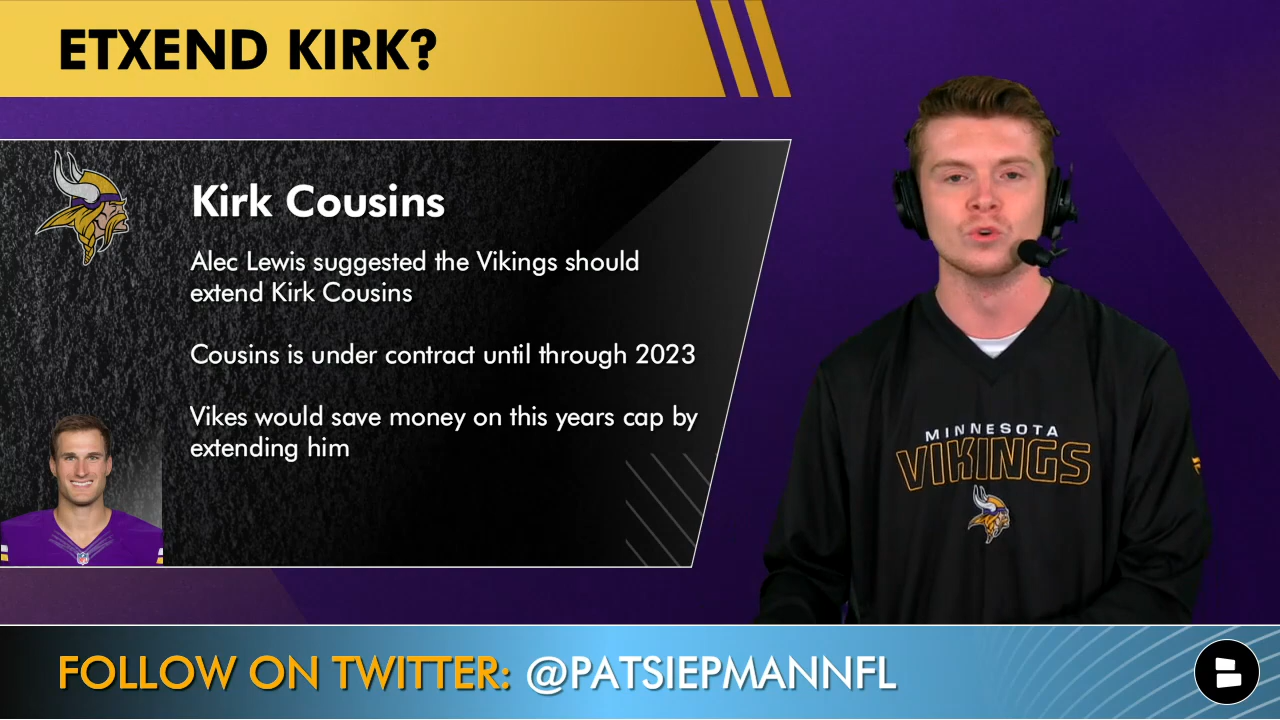 ETXEND KIRK?
Kirk Cousins
Alec Lewis suggested the Vikings should
extend Kirk Cousins
Cousins is under contract until through 2023
Vikes would save money on this years cap by
extending him
MINNESOTA
VIKINGS
FOLLOW ON TWITTER: @PATSIEPMANNFL